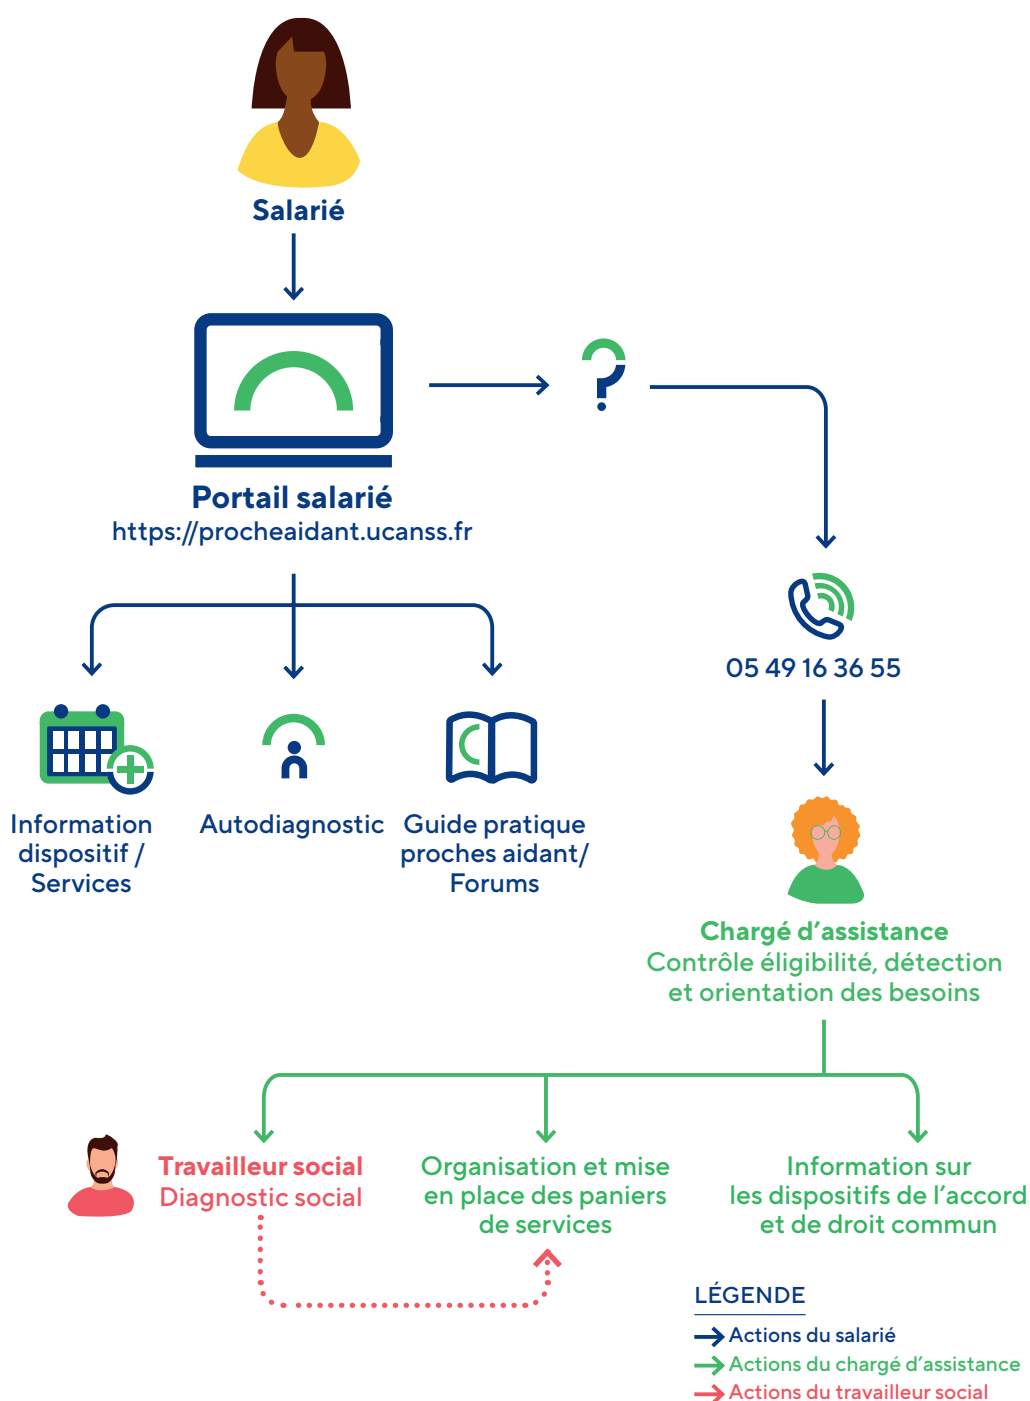 Salarié
Portail salarié
https://procheaidant.ucanss.fr
05 49 16 36 55
Information
dispositif /
Services
Autodiagnostic
Guide pratique
proches aidant/
Forums
Chargé d’assistance
Contrôle éligibilité, détection
et orientation des besoins
Travailleur social
Diagnostic social
Organisation et mise
en place des paniers
de services
Information sur
les dispositifs de l’accord
et de droit commun
LÉGENDE
Actions du salarié
Actions du chargé d’assistance
Actions du travailleur social